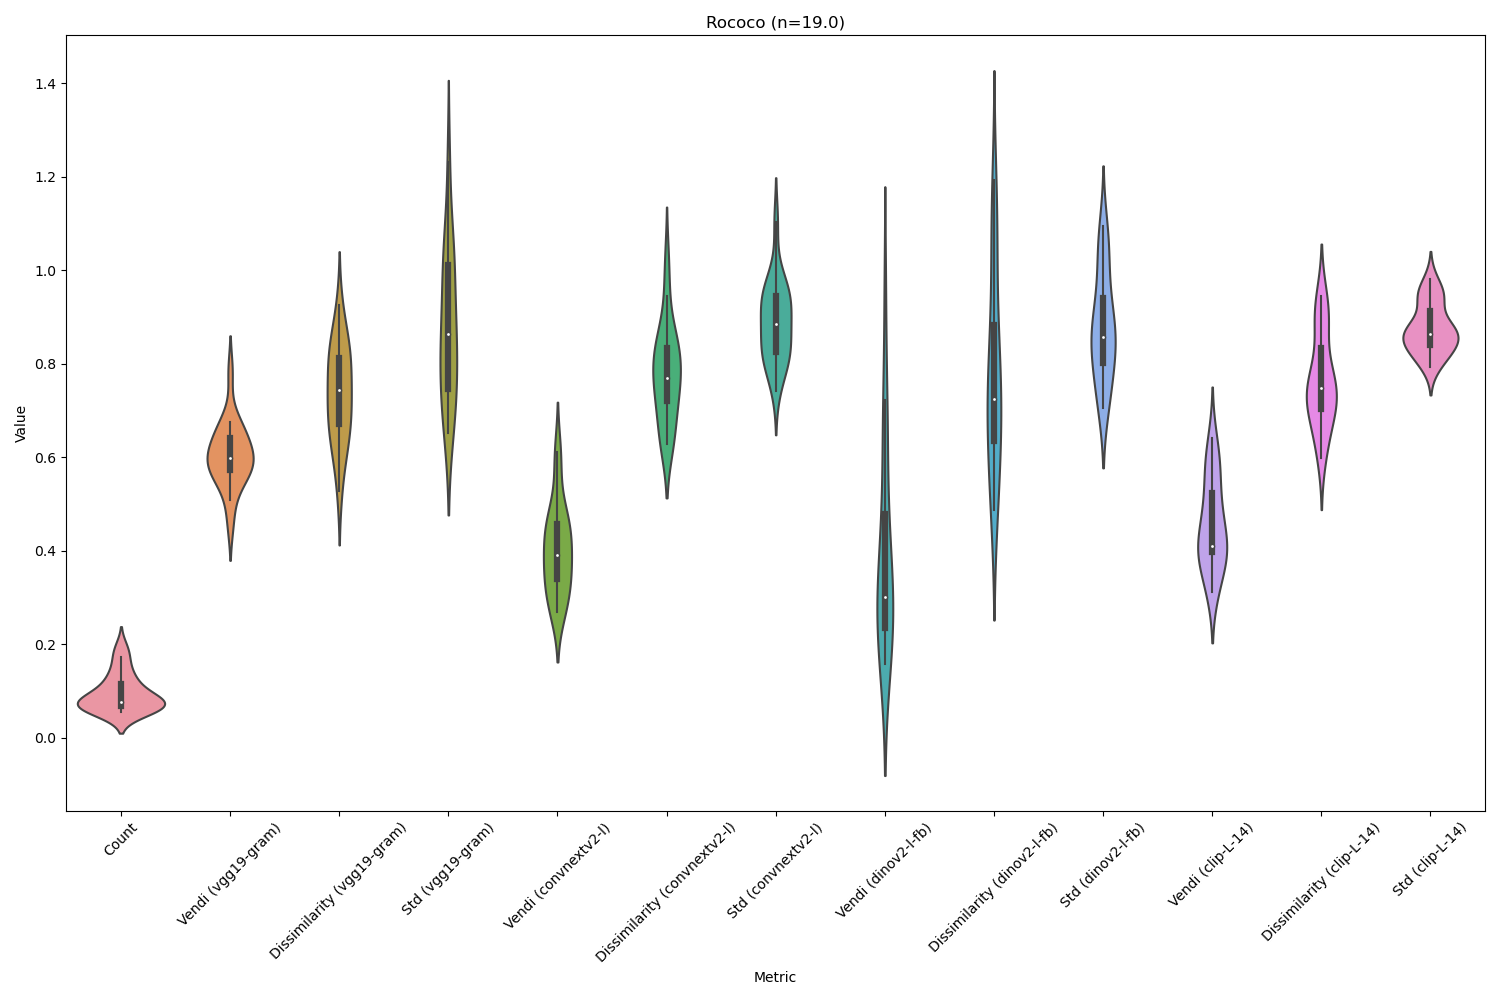 Rococo (n=19.0)
Value
1.4
1.2
1.0
0.8
0.6
0.4
0.2
0.0
Count
Vendi (vgg19-gram)
Dissimilarity (vgg19-gram)
Std (vgg19-gram)
Vendi (convnextv2-l)
Dissimilarity (convnextv2-l)
Std (convnextv2-l)
Vendi (dinov2-l-fb)
Dissimilarity (dinov2-l-fb)
Std (dinov2-l-fb)
Vendi (clip-L-14)
Dissimilarity (clip-L-14)
Std (clip-L-14)
Metric